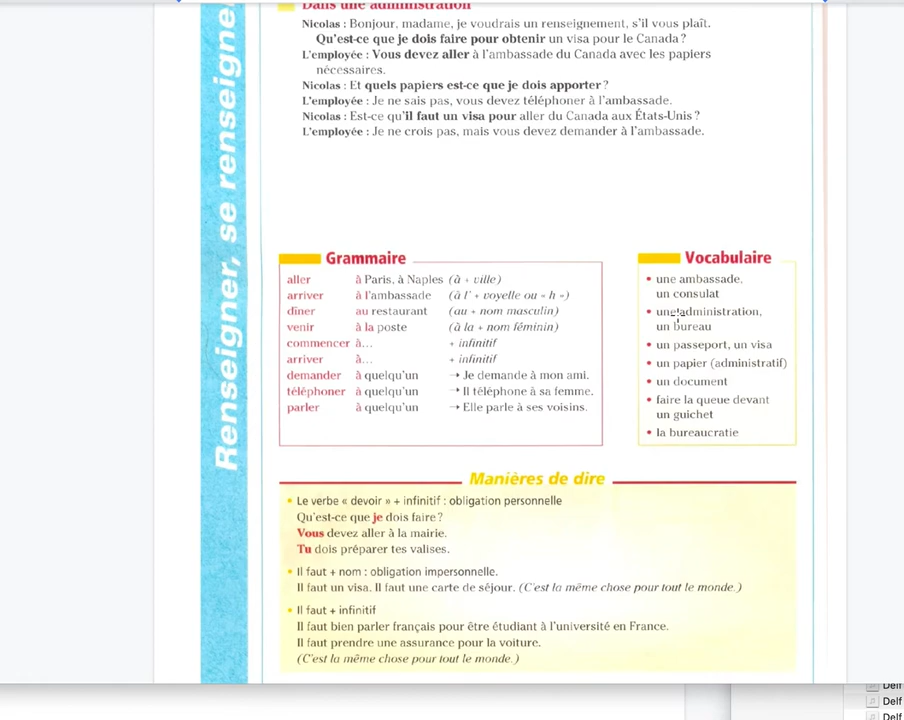 Renseigner, se renseigner
Dans une administration
Nicolas : Bonjour, madame, je voudrais un renseignement, s'il vous plaît.
Qu'est-ce que je dois faire pour obtenir un visa pour le Canada ?
L'employée : Vous devez aller à l'ambassade du Canada avec les papiers
nécessaires.
Nicolas : Et quels papiers est-ce que je dois apporter ?
L'employée : Je ne sais pas, vous devez téléphoner à l'ambassade.
Nicolas : Est-ce qu'il faut un visa pour aller du Canada aux États-Unis ?
L'employée : Je ne crois pas, mais vous devez demander à l'ambassade.
Grammaire
aller à Paris, à Naples (à + ville)
arriver à l'ambassade (à l' + voyelle ou « h »)
dîner au restaurant (au + nom masculin)
venir à la poste (à la + nom féminin)
commencer à... + infinitif
arriver à... + infinitif
demander à quelqu'un → Je demande à mon ami.
téléphoner à quelqu'un → Il téléphone à sa femme.
parler à quelqu'un → Elle parle à ses voisins.
Vocabulaire
• une ambassade,
un consulat
• une administration,
un bureau
• un passeport, un visa
• un papier (administratif)
• un document
• faire la queue devant
un guichet
• la bureaucratie
Manières de dire
• Le verbe « devoir » + infinitif : obligation personnelle
Qu'est-ce que je dois faire ?
Vous devez aller à la mairie.
Tu dois préparer tes valises.
• Il faut + nom : obligation impersonnelle.
Il faut un visa. Il faut une carte de séjour. (C'est la même chose pour tout le monde.)
• Il faut + infinitif
Il faut bien parler français pour être étudiant à l'université en France.
Il faut prendre une assurance pour la voiture.
(C'est la même chose pour tout le monde.)
Delf
Delf
Delf